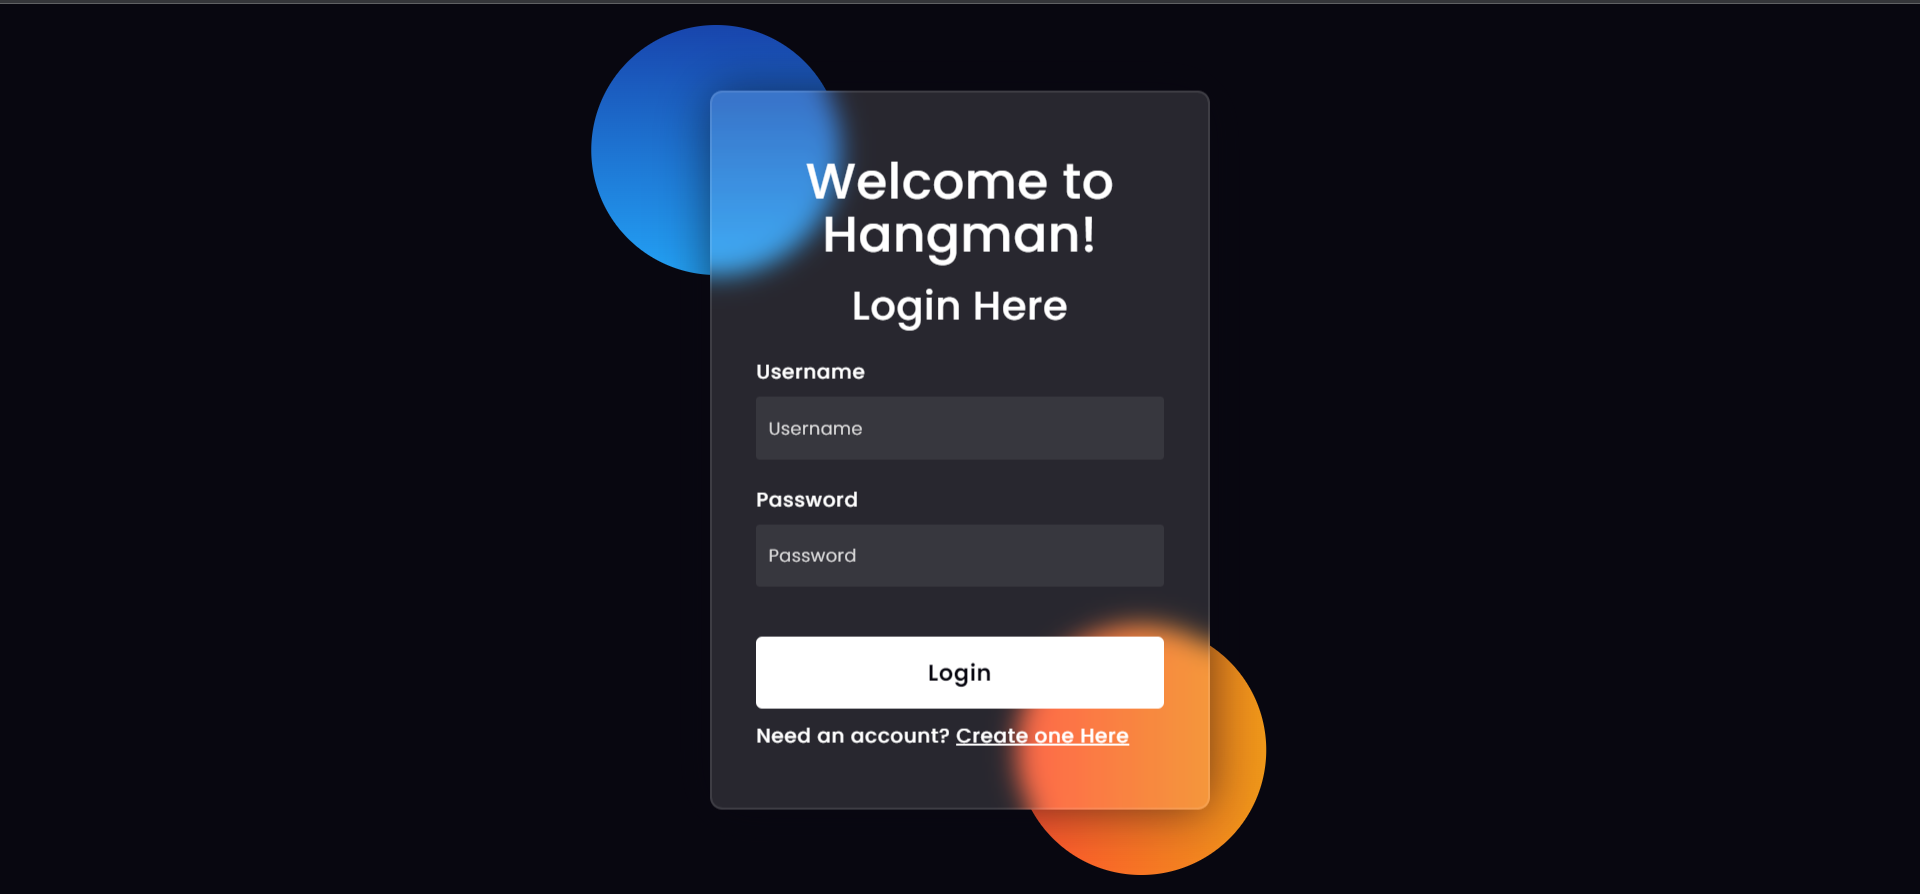 Welcome to
Hangman!
Login Here
Username
Username
Password
Password
Login
Need an account? Create one Here